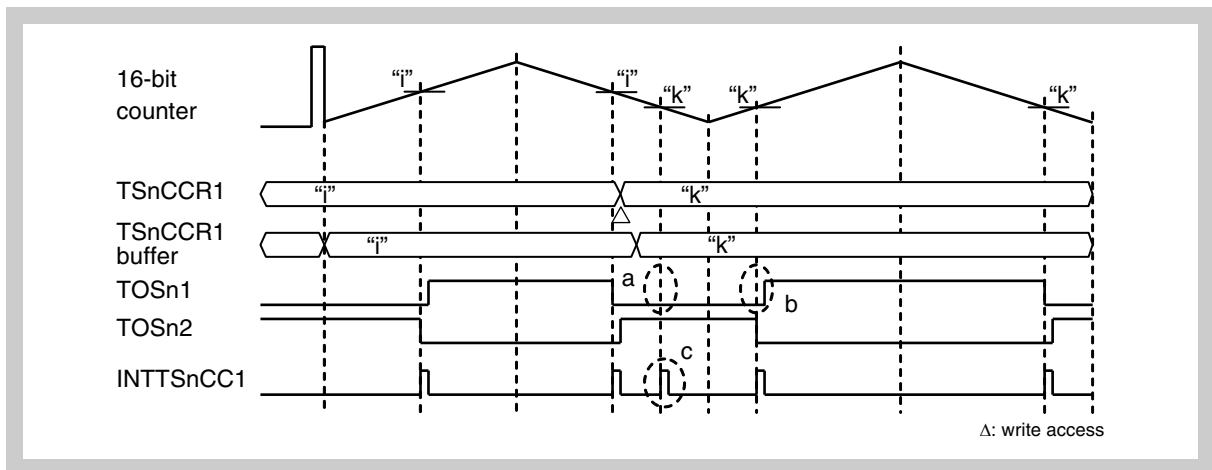 16-bit
counter
“i”
“i”
“k”
“k”
“k”
TSnCCR1
“i”
“k”
TSnCCR1
buffer
“i”
“k”
TOSn1
a
b
TOSn2
INTTSnCC1
c
Δ: write access